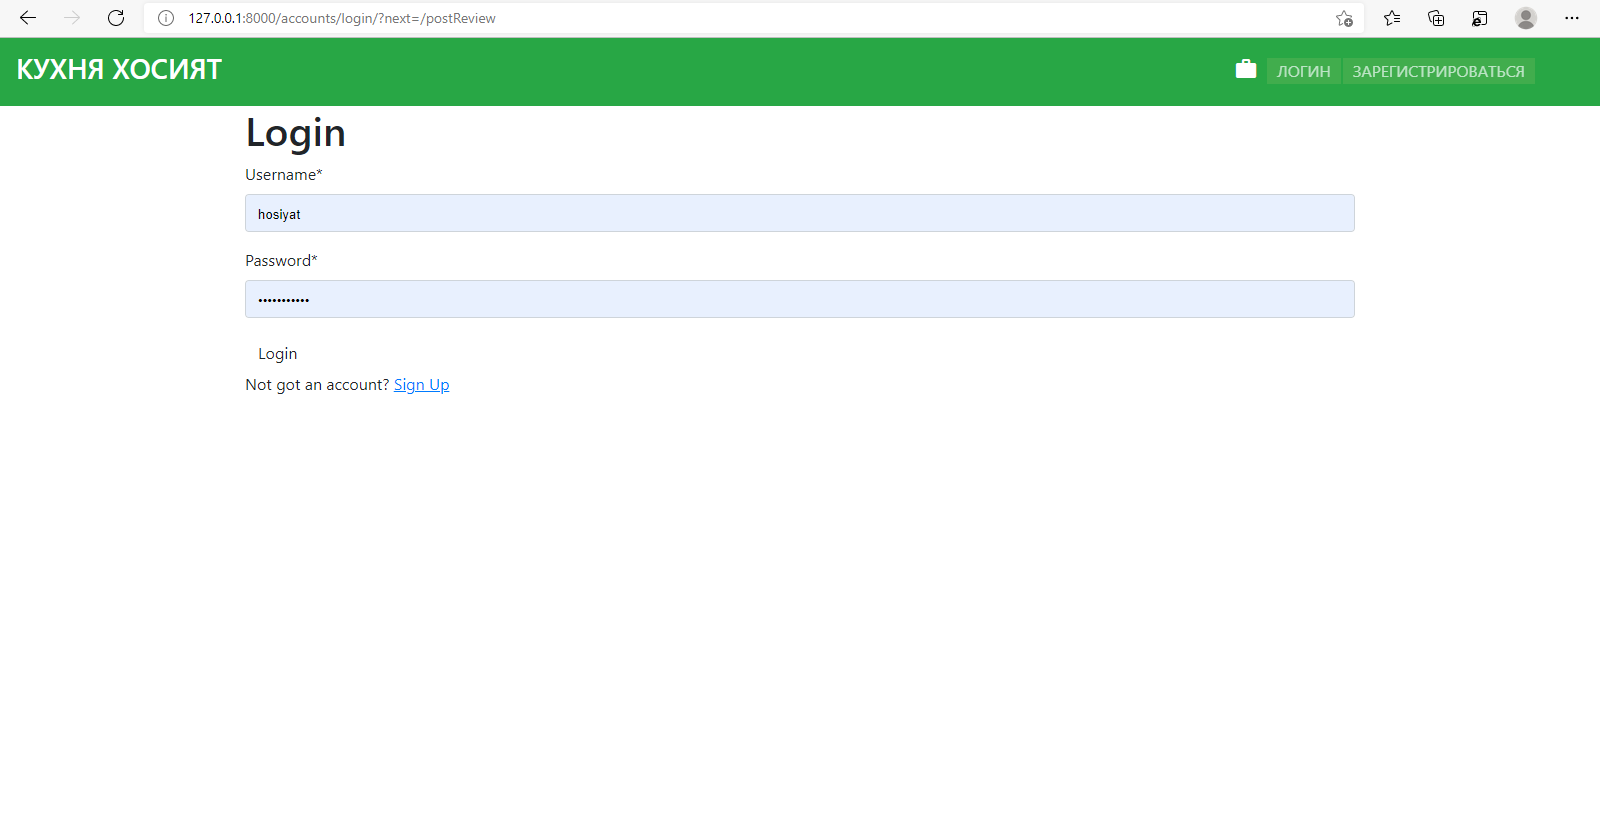 127.0.0.1:8000/accounts/login/?next=/postReview
КУХНЯ ХОСИЯТ
ЛОГИН ЗАРЕГИСТРИРОВАТЬСЯ
Login
Username*
hosiyat
Password*
•••••••••••
Login
Not got an account? Sign Up